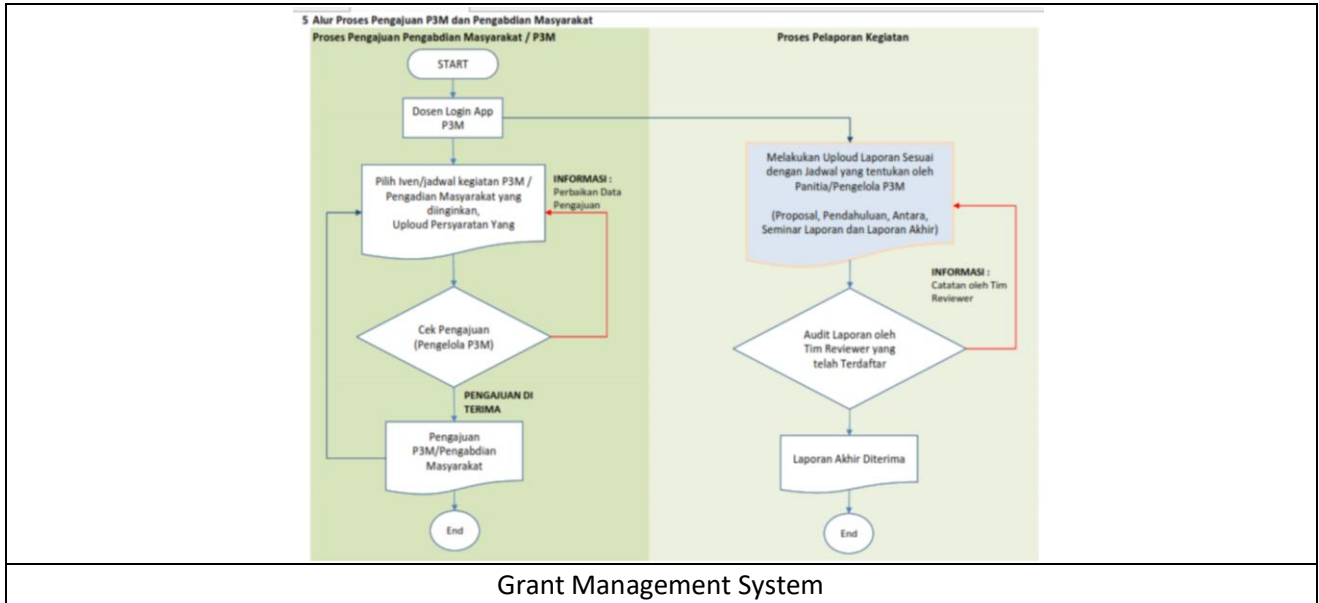 5 Alur Proses Pengajuan P3M dan Pengabdian Masyarakat
Proses Pengajuan Pengabdian Masyarakat / P3M
START
Dosen Login App
P3M
Pilih Iven/jadwal kegiatan P3M /
Pengadian Masyarakat yang
diinginkan,
Uploud Persyaratan Yang
INFORMASI :
Perbaikan Data
Pengajuan
Cek Pengajuan
(Pengelola P3M)
PENGAJUAN DI
TERIMA
Pengajuan
P3M/Pengabdian
Masyarakat
End
Proses Pelaporan Kegiatan
Melakukan Uploud Laporan Sesuai
dengan Jadwal yang tentukan oleh
Panitia/Pengelola P3M
(Proposal, Pendahuluan, Antara,
Seminar Laporan dan Laporan Akhir)
INFORMASI :
Catatan oleh Tim
Reviewer
Audit Laporan oleh
Tim Reviewer yang
telah Terdaftar
Laporan Akhir Diterima
End
Grant Management System